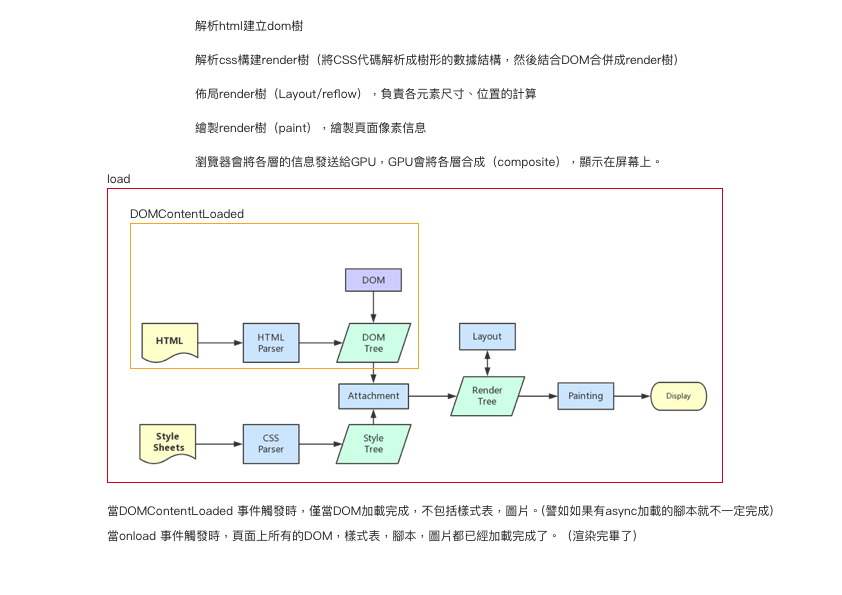 解析html建立dom樹
解析css構建render樹（將CSS代碼解析成樹形的數據結構，然後結合DOM合併成render樹）
佈局render樹（Layout/reflow），負責各元素尺寸、位置的計算
繪製render樹（paint），繪製頁面像素信息
瀏覽器會將各層的信息發送給GPU，GPU會將各層合成（composite），顯示在屏幕上。
load
DOMContentLoaded
DOM
HTML
HTML
Parser
DOM
Tree
Layout
Attachment
Render
Tree
Painting
Display
Style
Sheets
CSS
Parser
Style
Tree
當DOMContentLoaded 事件觸發時，僅當DOM加載完成，不包括樣式表，圖片。(譬如如果有async加載的腳本就不一定完成)
當onload 事件觸發時，頁面上所有的DOM，樣式表，腳本，圖片都已經加載完成了。（渲染完畢了）